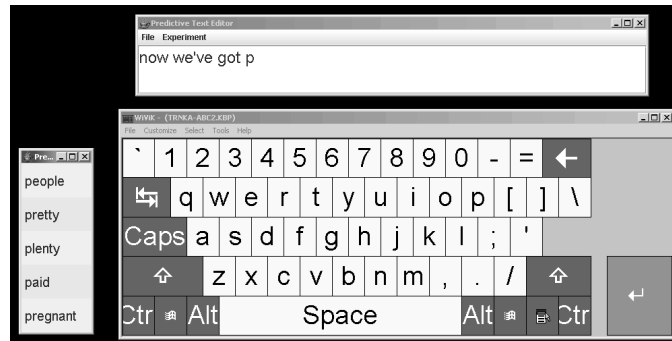 Predictive Text Editor
File Experiment
now we've got p
WiViK - (TRNKA-ABC2.KBP)
File Customize Select Tools Help
Pre...
people
pretty
plenty
paid
pregnant
` 1 2 3 4 5 6 7 8 9 0 - =
q w e r t y u i o p [ ] \
Caps a s d f g h j k l ; '
z x c v b n m , . /
Ctr Alt Space Alt Ctr